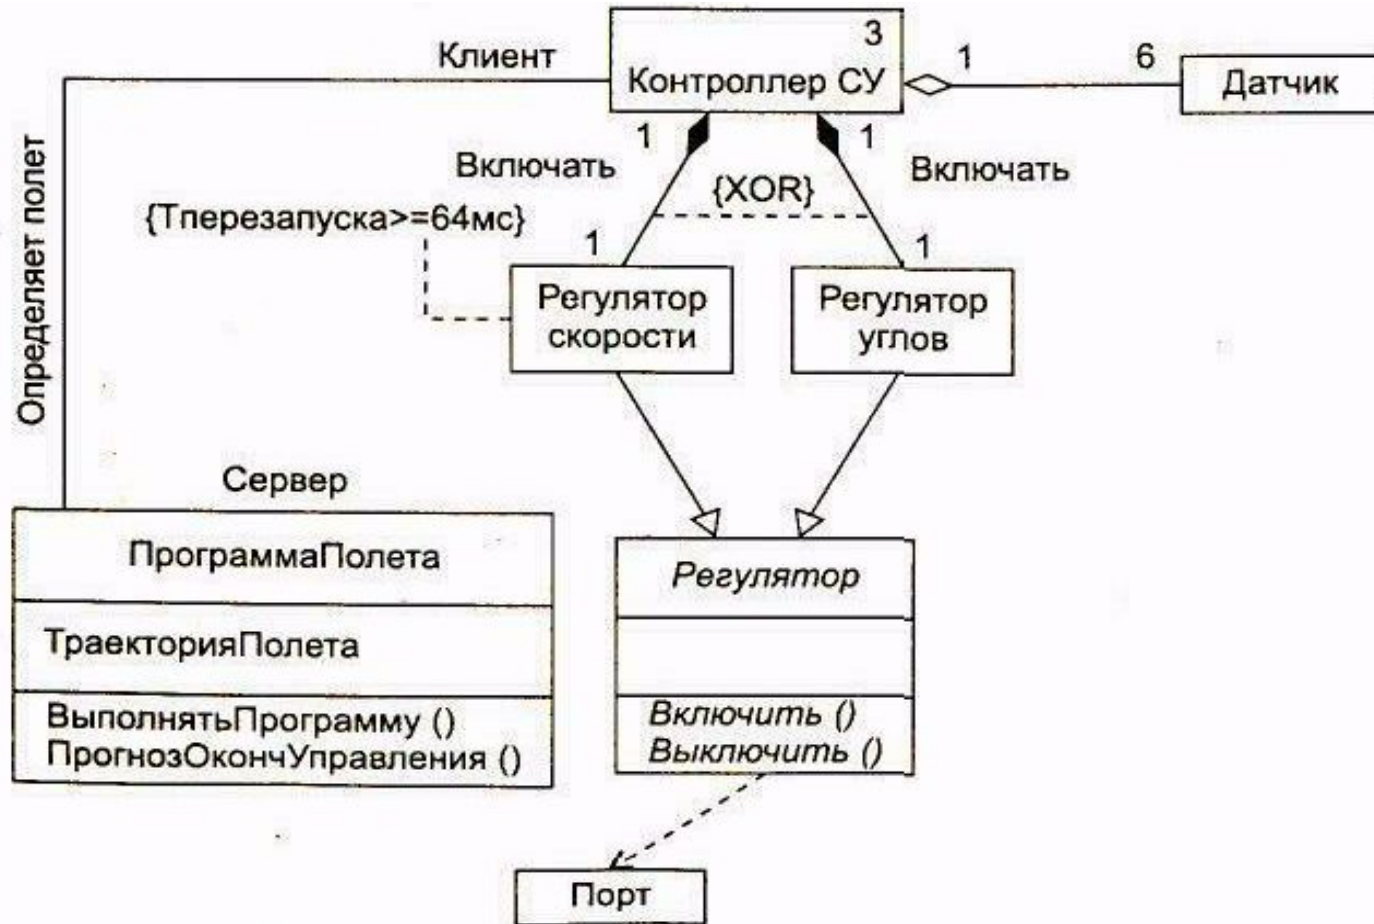 3
Клиент
Контроллер СУ
1
6
Датчик
1
1
Включать
Включать
{XOR}
{Тперезапуска>=64мс}
Определяет полет
1
1
Регулятор
скорости
Регулятор
углов
Сервер
ПрограммаПолета
ТраекторияПолета
ВыполнятьПрограмму ()
ПрогнозОкончУправления ()
Регулятор
Включить ()
Выключить ()
Порт